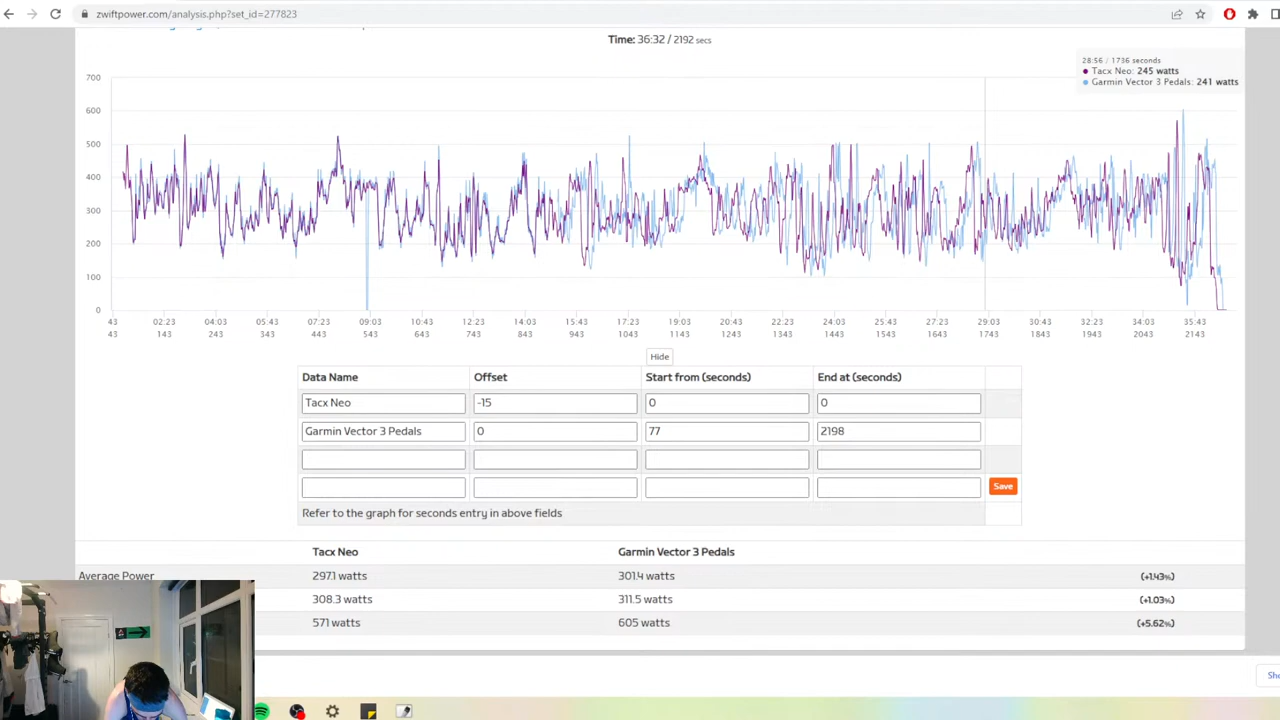 zwiftpower.com/analysis.php?set_id=277823
Time: 36:32 / 2192 secs
28:56 / 1736 seconds
Tacx Neo: 245 watts
Garmin Vector 3 Pedals: 241 watts
700
600
500
400
300
200
100
0
43 02:23 04:03 05:43 07:23 09:03 10:43 12:23 14:03 15:43 17:23 19:03 20:43 22:23 24:03 25:43 27:23 29:03 30:43 32:23 34:03 35:43
43 143 243 343 443 543 643 743 843 943 1043 1143 1243 1343 1443 1543 1643 1743 1843 1943 2043 2143
Hide
Data Name Offset Start from (seconds) End at (seconds)
Tacx Neo -15 0 0
Garmin Vector 3 Pedals 0 77 2198
Save
Refer to the graph for seconds entry in above fields
Tacx Neo Garmin Vector 3 Pedals
Average Power 297.1 watts 301.4 watts (+1.43%)
308.3 watts 311.5 watts (+1.03%)
571 watts 605 watts (+5.62%)